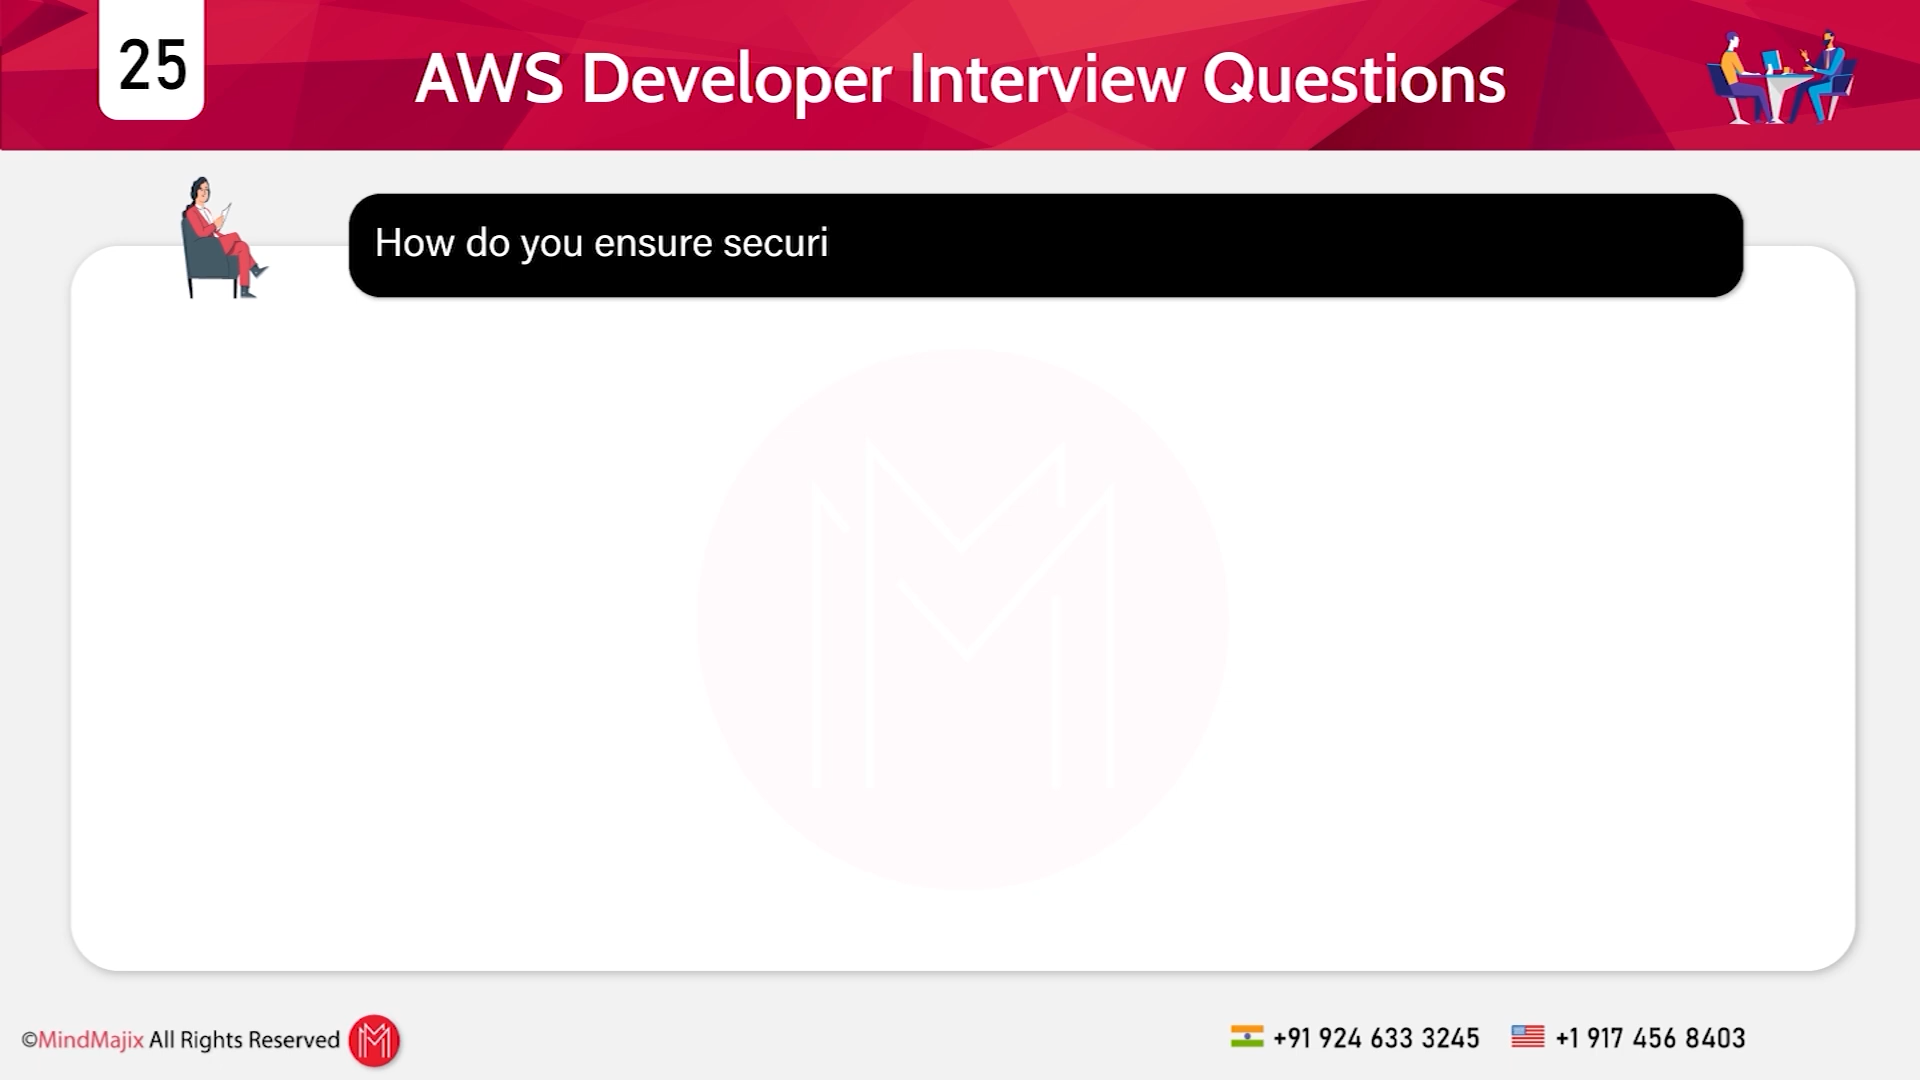 25
AWS Developer Interview Questions
How do you ensure securi
©MindMajix All Rights Reserved
+91 924 633 3245
+1 917 456 8403